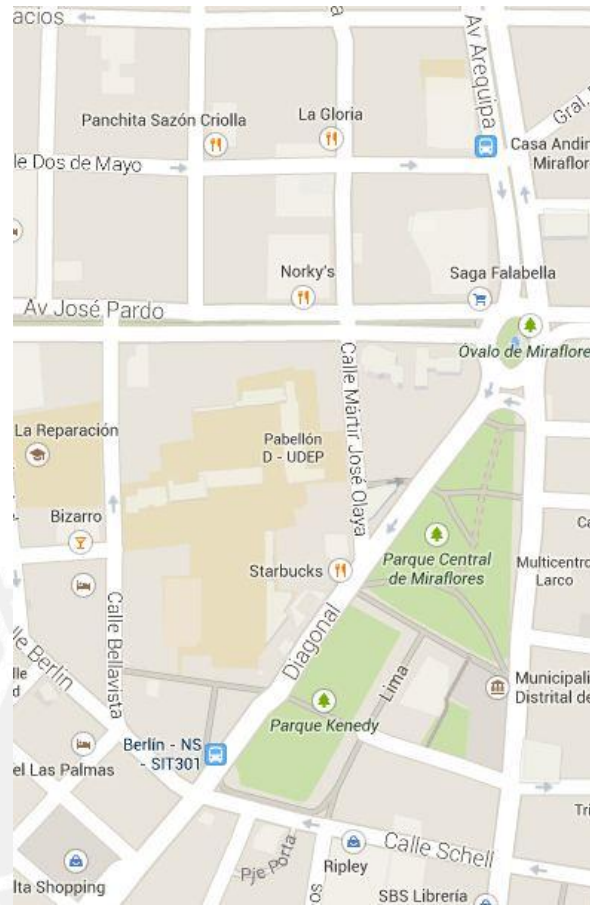 acios
a
Av Arequipa
Gral.
Panchita Sazón Criolla
La Gloria
Casa Andin
Miraflor
le Dos de Mayo
Norky's
Saga Falabella
Av José Pardo
Óvalo de Miraflore
Calle Mártir José Olaya
La Reparación
Pabellón
D - UDEP
Bizarro
Ca
Parque Central
de Miraflores
Multicentro
Larco
Starbucks
Diagonal
Calle Bellavista
lle Berlin
lle
d
Lima
Municipali
Distrital de
Parque Kenedy
Berlín - NS
- SIT301
el Las Palmas
Tri
Calle Schell
Pje Porta
Ripley
lta Shopping
os
SBS Librería